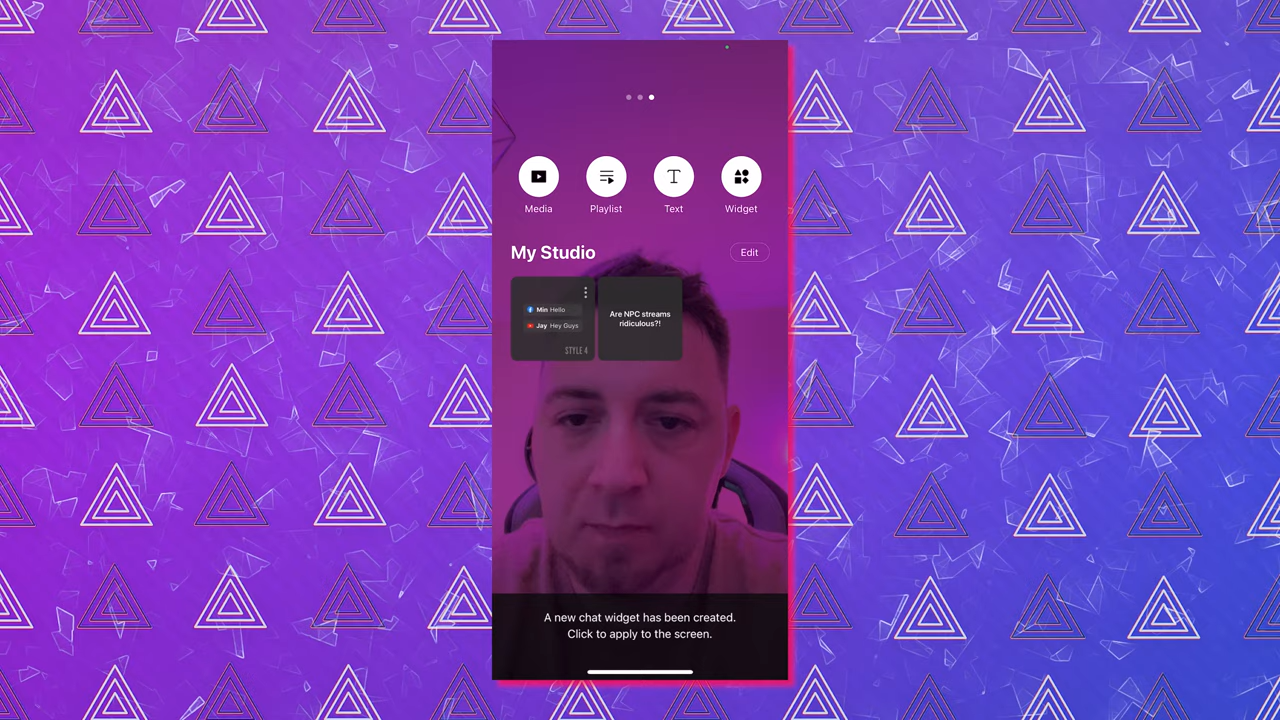 Media Playlist Text Widget
My Studio Edit
Min Hello
Jay Hey Guys
STYLE 4
Are NPC streams
ridiculous?!
A new chat widget has been created.
Click to apply to the screen.